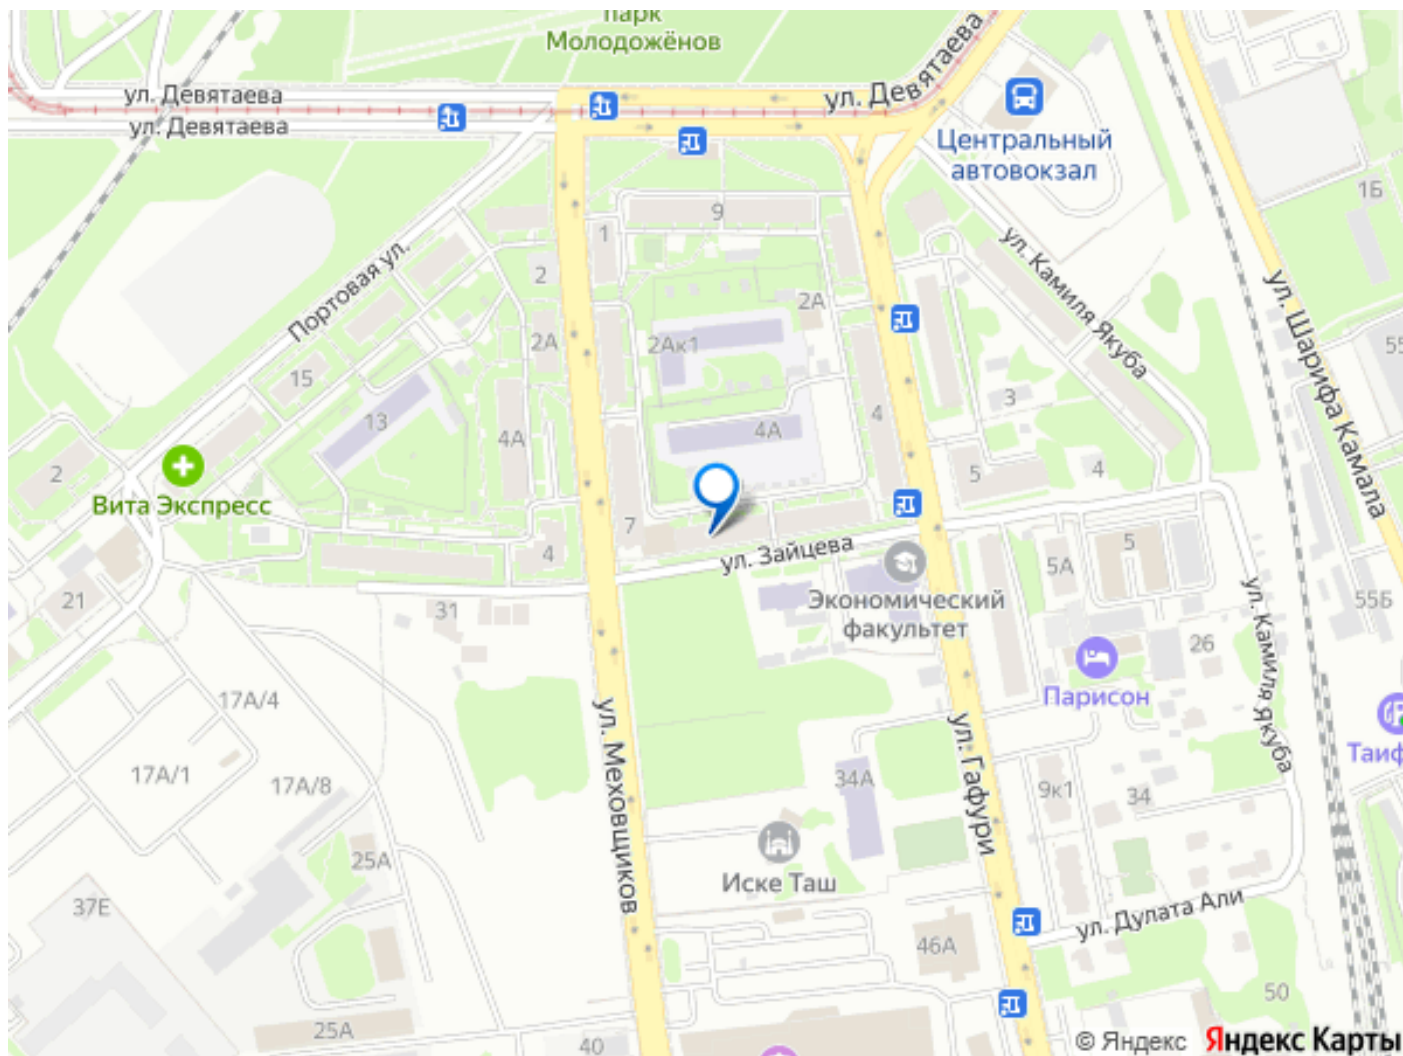 парк
Молодожёнов
ул. Девятаева
ул. Девятаева
ул. Девятаева
Центральный
автовокзал
1Б
9
1
2
2А
2А
2Ак1
Портовая ул.
ул. Камиля Якуба
ул. Шарифа Камала
55
15
13
4А
4А
4
3
2
Вита Экспресс
5
4
7
4
ул. Зайцева
5А
5
Экономический
факультет
21
31
55Б
26
ул. Камиля Якуба
Парисон
17А/4
17А/1
17А/8
ул. Меховщиков
ул. Гафури
Таиф
34А
9к1
34
25А
Иске Таш
37Е
46А
ул. Дулата Али
50
25А
40
© Яндекс Яндекс Карты